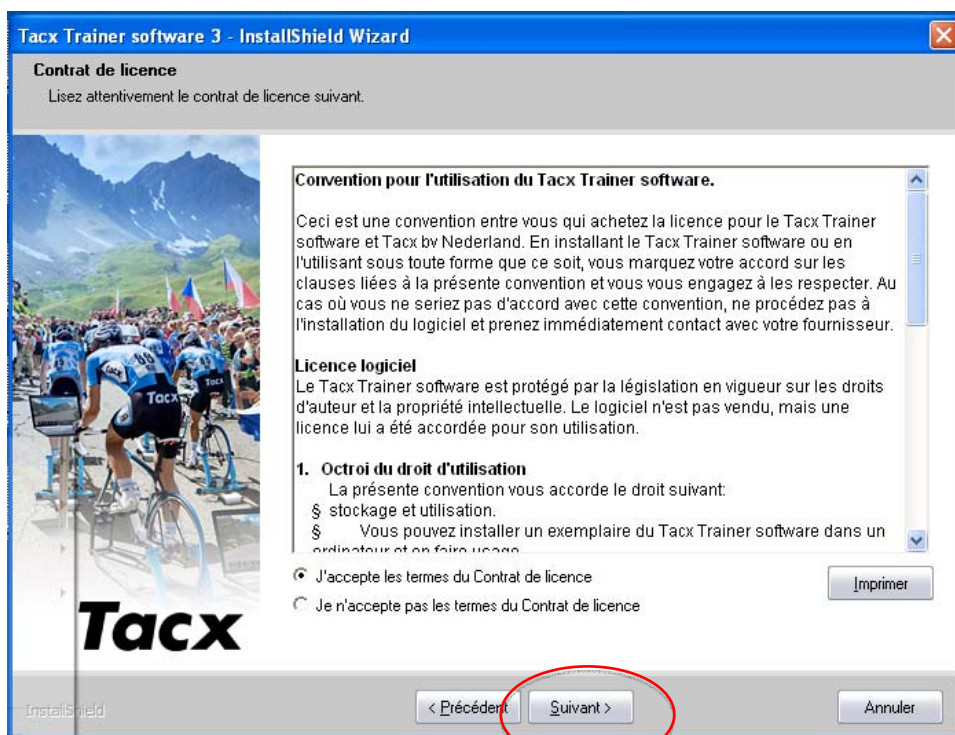 Tacx Trainer software 3 - InstallShield Wizard
Contrat de licence
Lisez attentivement le contrat de licence suivant.
Convention pour l'utilisation du Tacx Trainer software.
Ceci est une convention entre vous qui achetez la licence pour le Tacx Trainer
software et Tacx bv Nederland. En installant le Tacx Trainer software ou en
l'utilisant sous toute forme que ce soit, vous marquez votre accord sur les
clauses liées à la présente convention et vous vous engagez à les respecter. Au
cas où vous ne seriez pas d'accord avec cette convention, ne procédez pas à
l'installation du logiciel et prenez immédiatement contact avec votre fournisseur.
Licence logiciel
Le Tacx Trainer software est protégé par la législation en vigueur sur les droits
d'auteur et la propriété intellectuelle. Le logiciel n'est pas vendu, mais une
licence lui a été accordée pour son utilisation.
1. Octroi du droit d'utilisation
La présente convention vous accorde le droit suivant:
§ stockage et utilisation.
§ Vous pouvez installer un exemplaire du Tacx Trainer software dans un
ordinateur et en faire usage
J'accepte les termes du Contrat de licence
Je n'accepte pas les termes du Contrat de licence
Imprimer
99
Tacx
Tacx
Tacx
InstallShield
< Précédent
Suivant >
Annuler